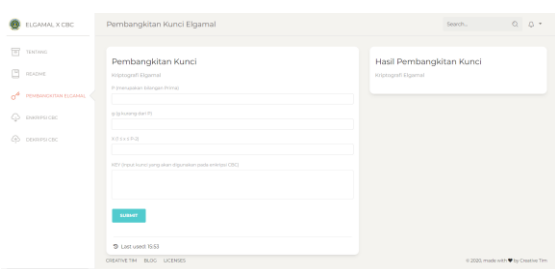 ELGAMAL X CBC
Pembangkitan Kunci Elgamal
Search...
TENTANG
README
PEMBANGKITAN ELGAMAL
ENKRIPSI CBC
DEKRIPSI CBC
Pembangkitan Kunci
Kriptografi Elgamal
P (merupakan bilangan Prima)
g (g kurang dari P)
X (1 ≤ x ≤ P-2)
KEY (input kunci yang akan digunakan pada enkripsi CBC)
SUBMIT
Last used: 15:53
Hasil Pembangkitan Kunci
Kriptografi Elgamal
CREATIVE TIM BLOG LICENSES
© 2020, made with ♥ by Creative Tim